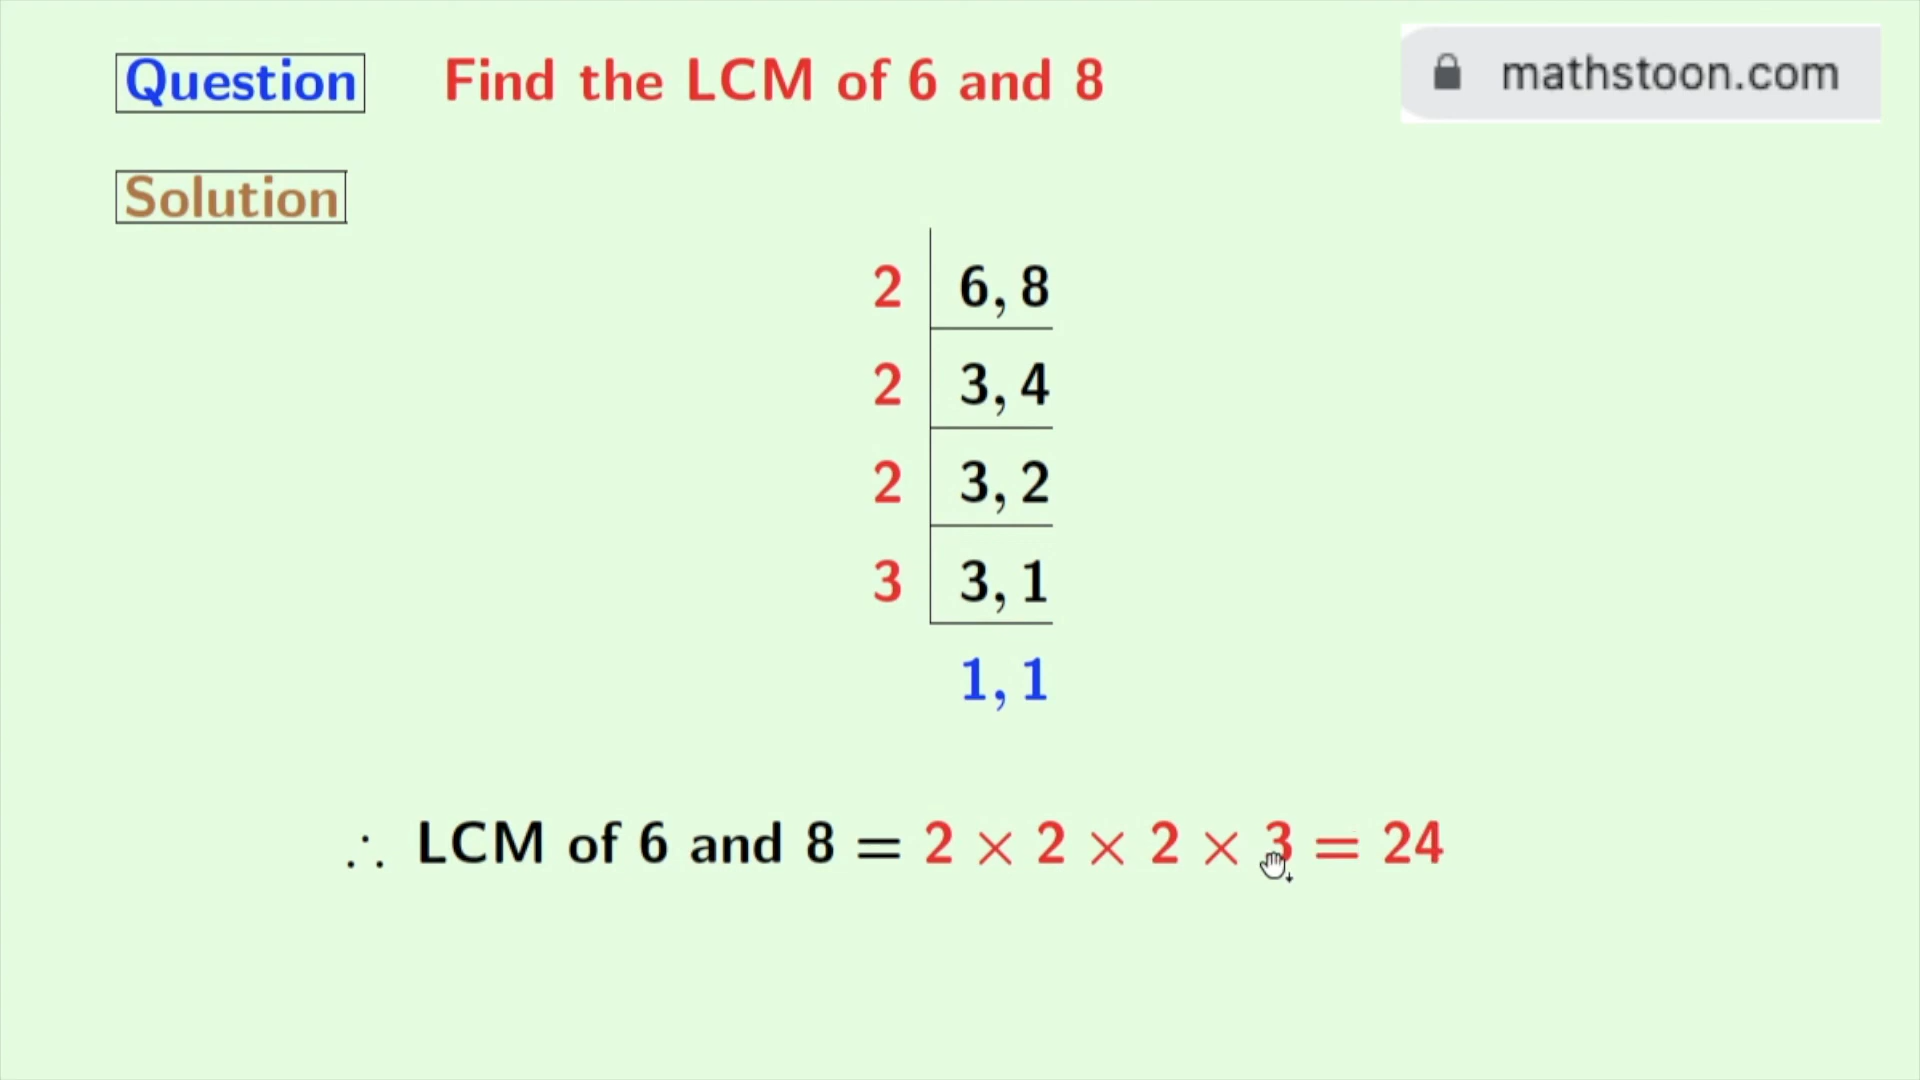 Question Find the LCM of 6 and 8
mathstoon.com
Solution
2 6, 8
2 3, 4
2 3, 2
3 3, 1
1, 1
∴ LCM of 6 and 8 = 2 × 2 × 2 × 3 = 24